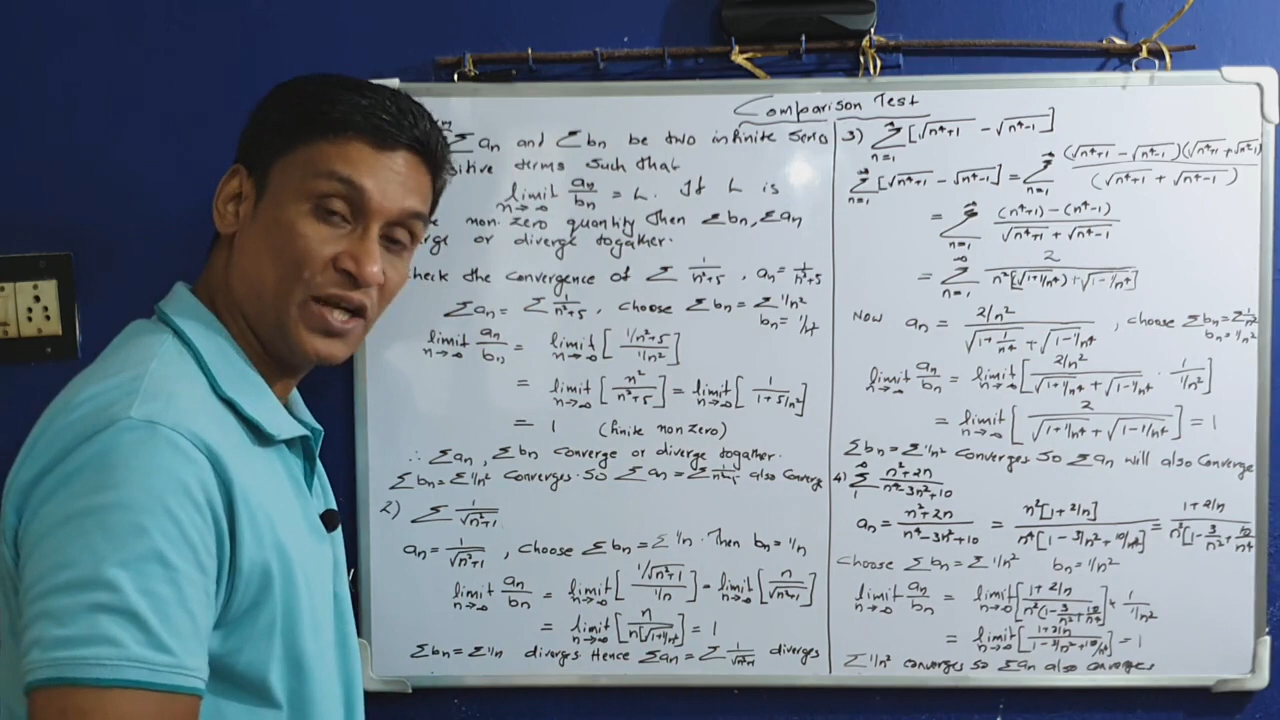 Comparison Test
Σ an and Σ bn be two infinite series
sitive terms such that
limit n→∞ an/bn = L. If L is
non-zero quantity then Σbn, Σan
rge or diverge together.
check the convergence of Σ 1/n²+5 , an = 1/n²+5
Σan = Σ 1/n²+5 , choose Σbn = Σ 1/n²
bn = 1/n²
limit n→∞ an/bn = limit n→∞ [ 1/n²+5 / 1/n² ]
= limit n→∞ [ n²/n²+5 ] = limit n→∞ [ 1/1+5/n² ]
= 1 (finite non zero)
∴ Σan, Σbn converge or diverge together.
Σbn = Σ1/n² converges. So Σan = Σ 1/n²+5 also converge
2) Σ 1/√n²+1
an = 1/√n²+1 , choose Σbn = Σ 1/n . Then bn = 1/n
limit n→∞ an/bn = limit n→∞ [ 1/√n²+1 / 1/n ] = limit n→∞ [ n/√n²+1 ]
= limit n→∞ [ n / n[√1+1/n² ] = 1
Σbn = Σ1/n diverges Hence Σan = Σ 1/√n²+1 diverges
3) ∞ Σ n=1 [√n⁴+1 - √n⁴-1]
∞ Σ n=1 [√n⁴+1 - √n⁴-1] = ∞ Σ n=1 (√n⁴+1 - √n⁴-1)(√n⁴+1 + √n⁴-1) / (√n⁴+1 + √n⁴-1)
= ∞ Σ n=1 (n⁴+1) - (n⁴-1) / √n⁴+1 + √n⁴-1
= ∞ Σ n=1 2 / n²[√(1+1/n⁴) + √1-1/n⁴]
Now an = 2/n² / √1+1/n⁴ + √1-1/n⁴ , choose Σbn = Σ1/n²
bn = 1/n²
limit n→∞ an/bn = limit n→∞ [ 2/n² / √1+1/n⁴ + √1-1/n⁴ · 1 / 1/n² ]
= limit n→∞ [ 2 / √1+1/n⁴ + √1-1/n⁴ ] = 1
Σbn = Σ1/n² converges so Σan will also converge
4) ∞ Σ 1 n²+2n / n⁴-3n²+10
an = n²+2n / n⁴-3n²+10 = n²[1+2/n] / n⁴[1-3/n²+10/n⁴] = 1+2/n / n²[1-3/n²+10/n⁴
choose Σbn = Σ1/n² bn = 1/n²
limit n→∞ an/bn = limit n→∞ [ 1+2/n / n²(1-3/n²+10/n⁴] * 1 / 1/n²
= limit n→∞ [ 1+2/n / 1-3/n²+10/n⁴ ] = 1
Σ1/n² converges so Σan also converges